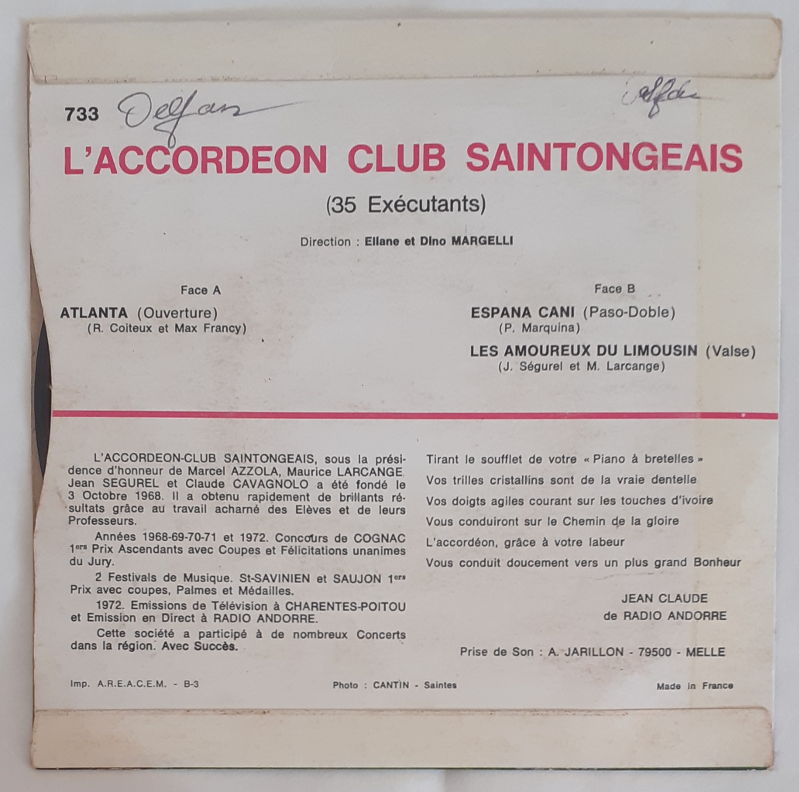 733 Delfan
L'ACCORDEON CLUB SAINTONGEAIS
(35 Exécutants)
Direction : Eliane et Dino MARGELLI
Face A
ATLANTA (Ouverture)
(R. Coiteux et Max Francy)
Face B
ESPANA CANI (Paso-Doble)
(P. Marquina)
LES AMOUREUX DU LIMOUSIN (Valse)
(J. Ségurel et M. Larcange)
L'ACCORDEON-CLUB SAINTONGEAIS, sous la prési-
dence d'honneur de Marcel AZZOLA, Maurice LARCANGE
Jean SEGUREL et Claude CAVAGNOLO a été fondé le
3 Octobre 1968. Il a obtenu rapidement de brillants ré-
sultats grâce au travail acharné des Elèves et de leurs
Professeurs.
Années 1968-69-70-71 et 1972. Concours de COGNAC
1ers Prix Ascendants avec Coupes et Félicitations unanimes
du Jury.
2 Festivals de Musique. St-SAVINIEN et SAUJON 1ers
Prix avec coupes, Palmes et Médailles.
1972. Emissions de Télévision à CHARENTES-POITOU
et Emission en Direct à RADIO ANDORRE.
Cette société a participé à de nombreux Concerts
dans la région. Avec Succès.
Tirant le soufflet de votre « Piano à bretelles »
Vos trilles cristallins sont de la vraie dentelle
Vos doigts agiles courant sur les touches d'ivoire
Vous conduiront sur le Chemin de la gloire
L'accordéon, grâce à votre labeur
Vous conduit doucement vers un plus grand Bonheur
JEAN CLAUDE
de RADIO ANDORRE
Prise de Son : A. JARILLON - 79500 - MELLE
Imp. A.R.E.A.C.E.M. - B-3
Photo : CANTIN - Saintes
Made in France